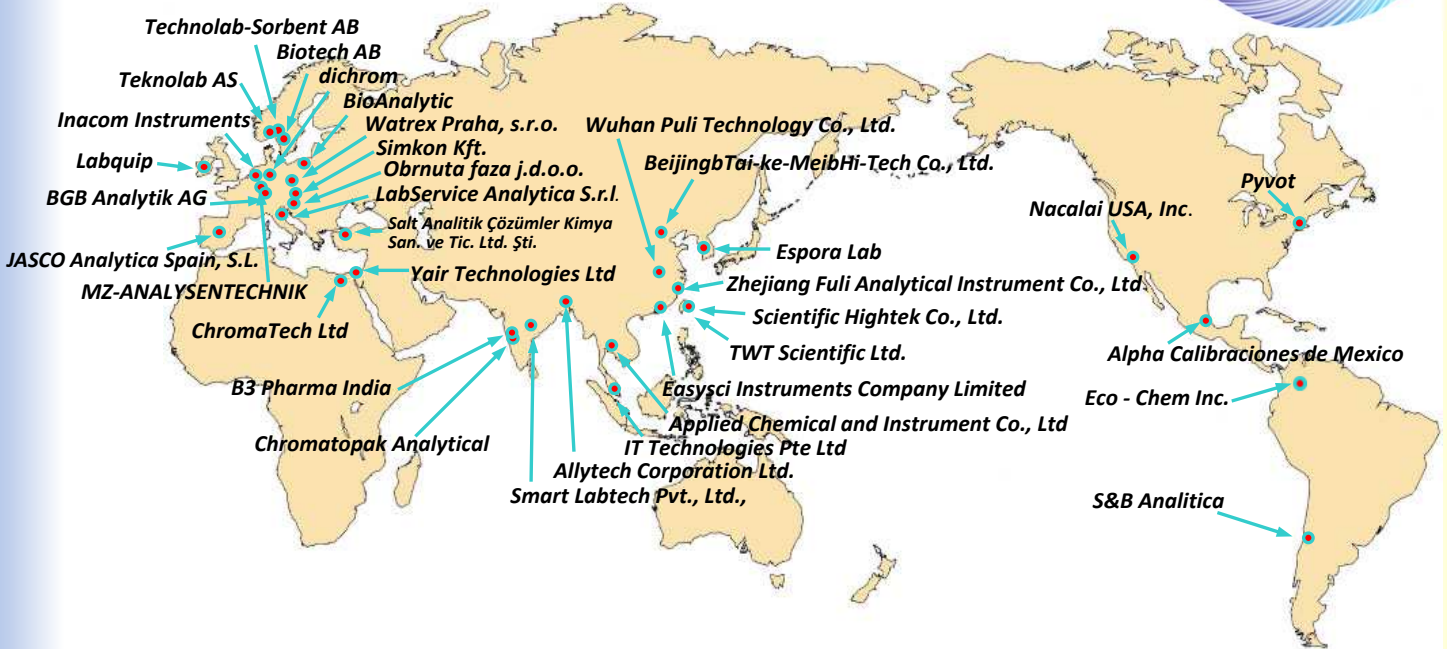 Technolab-Sorbent AB
Biotech AB
Teknolab AS
dichrom
BioAnalytic
Inacom Instruments
Watrex Praha, s.r.o.
Wuhan Puli Technology Co., Ltd.
Simkon Kft.
Labquip
Obrnuta faza j.d.o.o.
BeijingbTai-ke-MeibHi-Tech Co., Ltd.
Pyvot
BGB Analytik AG
LabService Analytica S.r.l.
Nacalai USA, Inc.
Salt Analitik Çözümler Kimya
San. ve Tic. Ltd. Şti.
Espora Lab
JASCO Analytica Spain, S.L.
Yair Technologies Ltd
Zhejiang Fuli Analytical Instrument Co., Ltd
MZ-ANALYSENTECHNIK
Scientific Hightek Co., Ltd.
ChromaTech Ltd
TWT Scientific Ltd.
Alpha Calibraciones de Mexico
B3 Pharma India
Easysci Instruments Company Limited
Eco - Chem Inc.
Applied Chemical and Instrument Co., Ltd
Chromatopak Analytical
IT Technologies Pte Ltd
Allytech Corporation Ltd.
Smart Labtech Pvt., Ltd.,
S&B Analitica